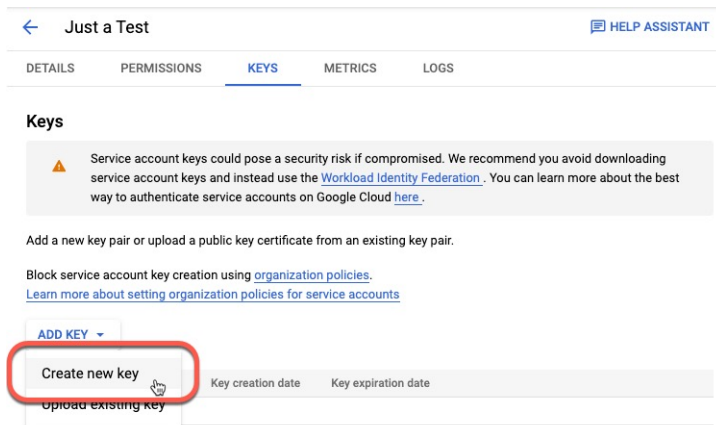 Just a Test
HELP ASSISTANT
DETAILS PERMISSIONS KEYS METRICS LOGS
Keys
Service account keys could pose a security risk if compromised. We recommend you avoid downloading
service account keys and instead use the Workload Identity Federation . You can learn more about the best
way to authenticate service accounts on Google Cloud here .
Add a new key pair or upload a public key certificate from an existing key pair.
Block service account key creation using organization policies.
Learn more about setting organization policies for service accounts
ADD KEY
Create new key
Key creation date Key expiration date
Upload existing key